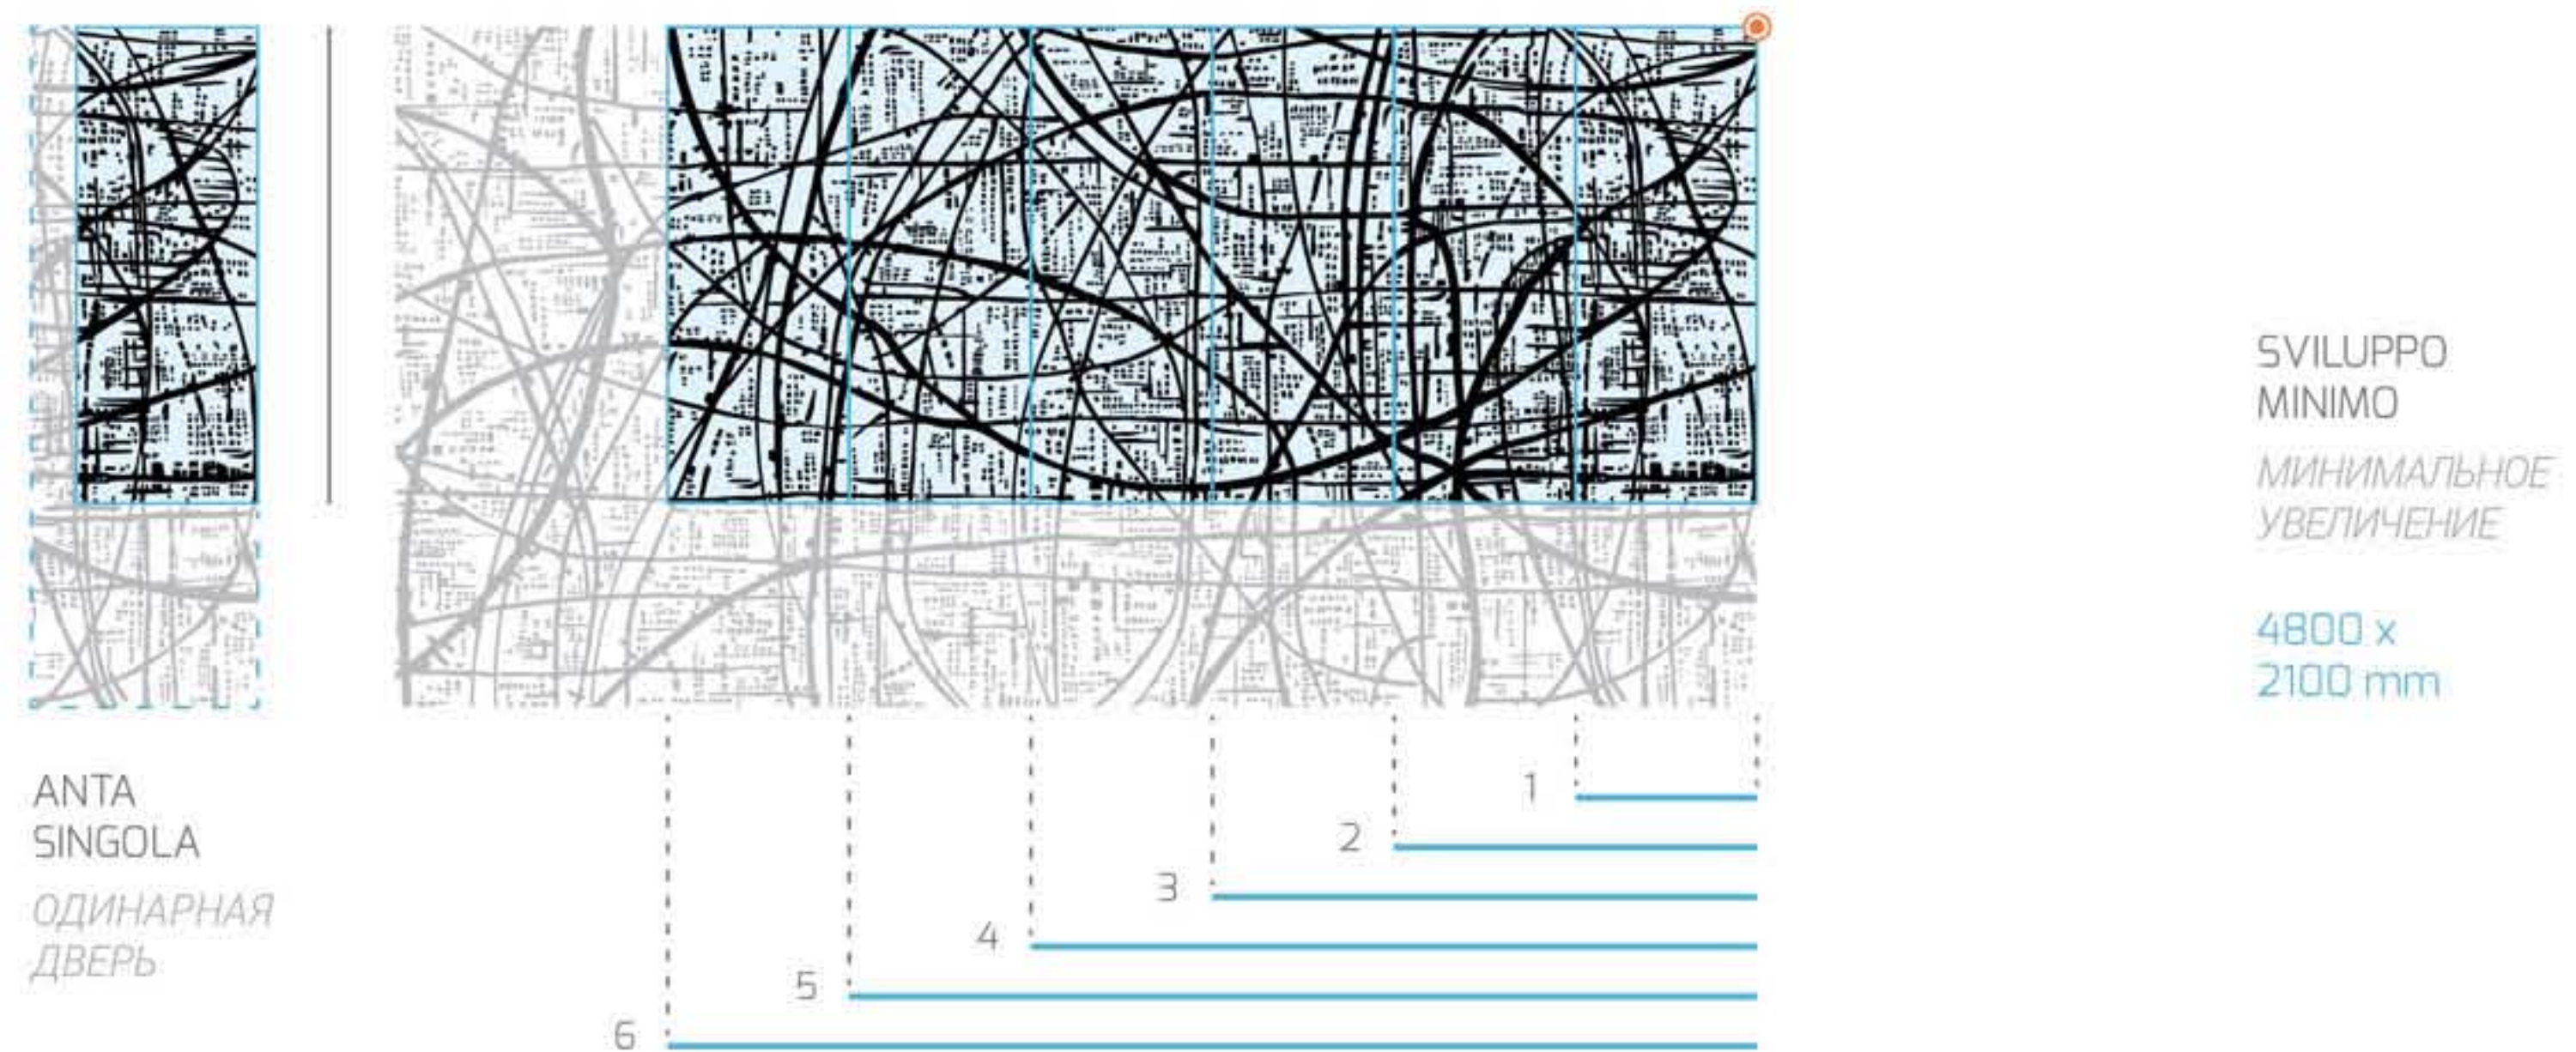 ANTA
SINGOLA
ОДИНАРНАЯ
ДВЕРЬ
1
2
3
4
5
6
SVILUPPO
MINIMO
МИНИМАЛЬНОЕ
УВЕЛИЧЕНИЕ
4800 x
2100 mm